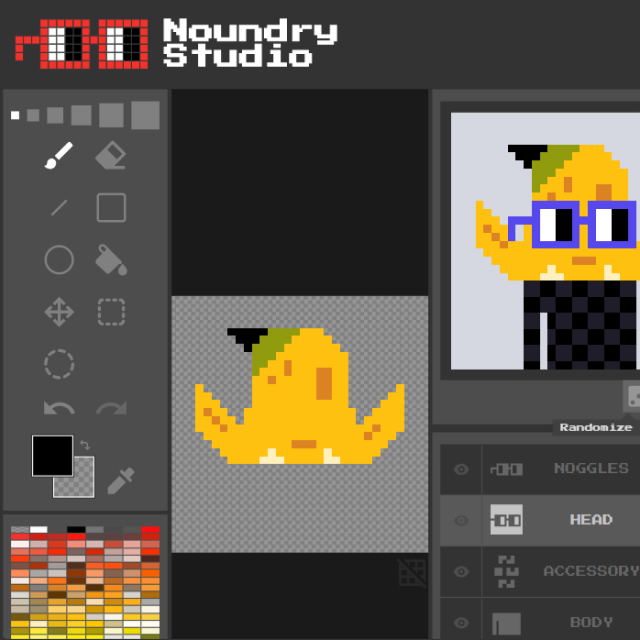 Noundry
Studio
Randomize
NOGGLES
HEAD
ACCESSORY
BODY